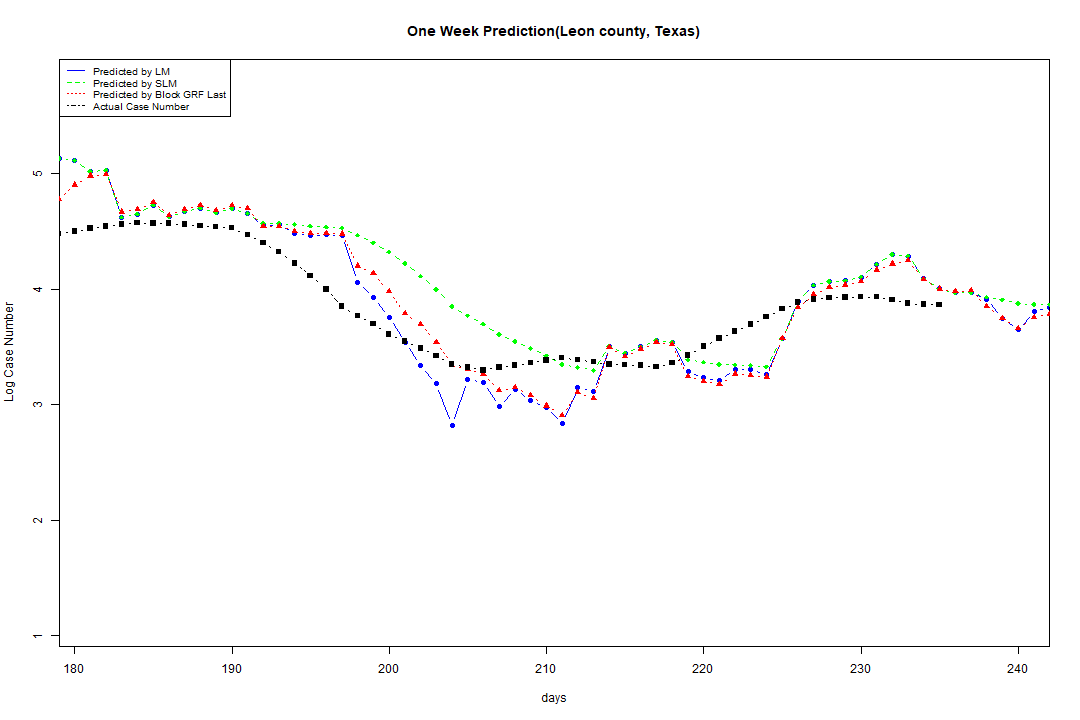 One Week Prediction(Leon county, Texas)
Predicted by LM
Predicted by SLM
Predicted by Block GRF Last
Actual Case Number
Log Case Number
5
4
3
2
1
180 190 200 210 220 230 240
days